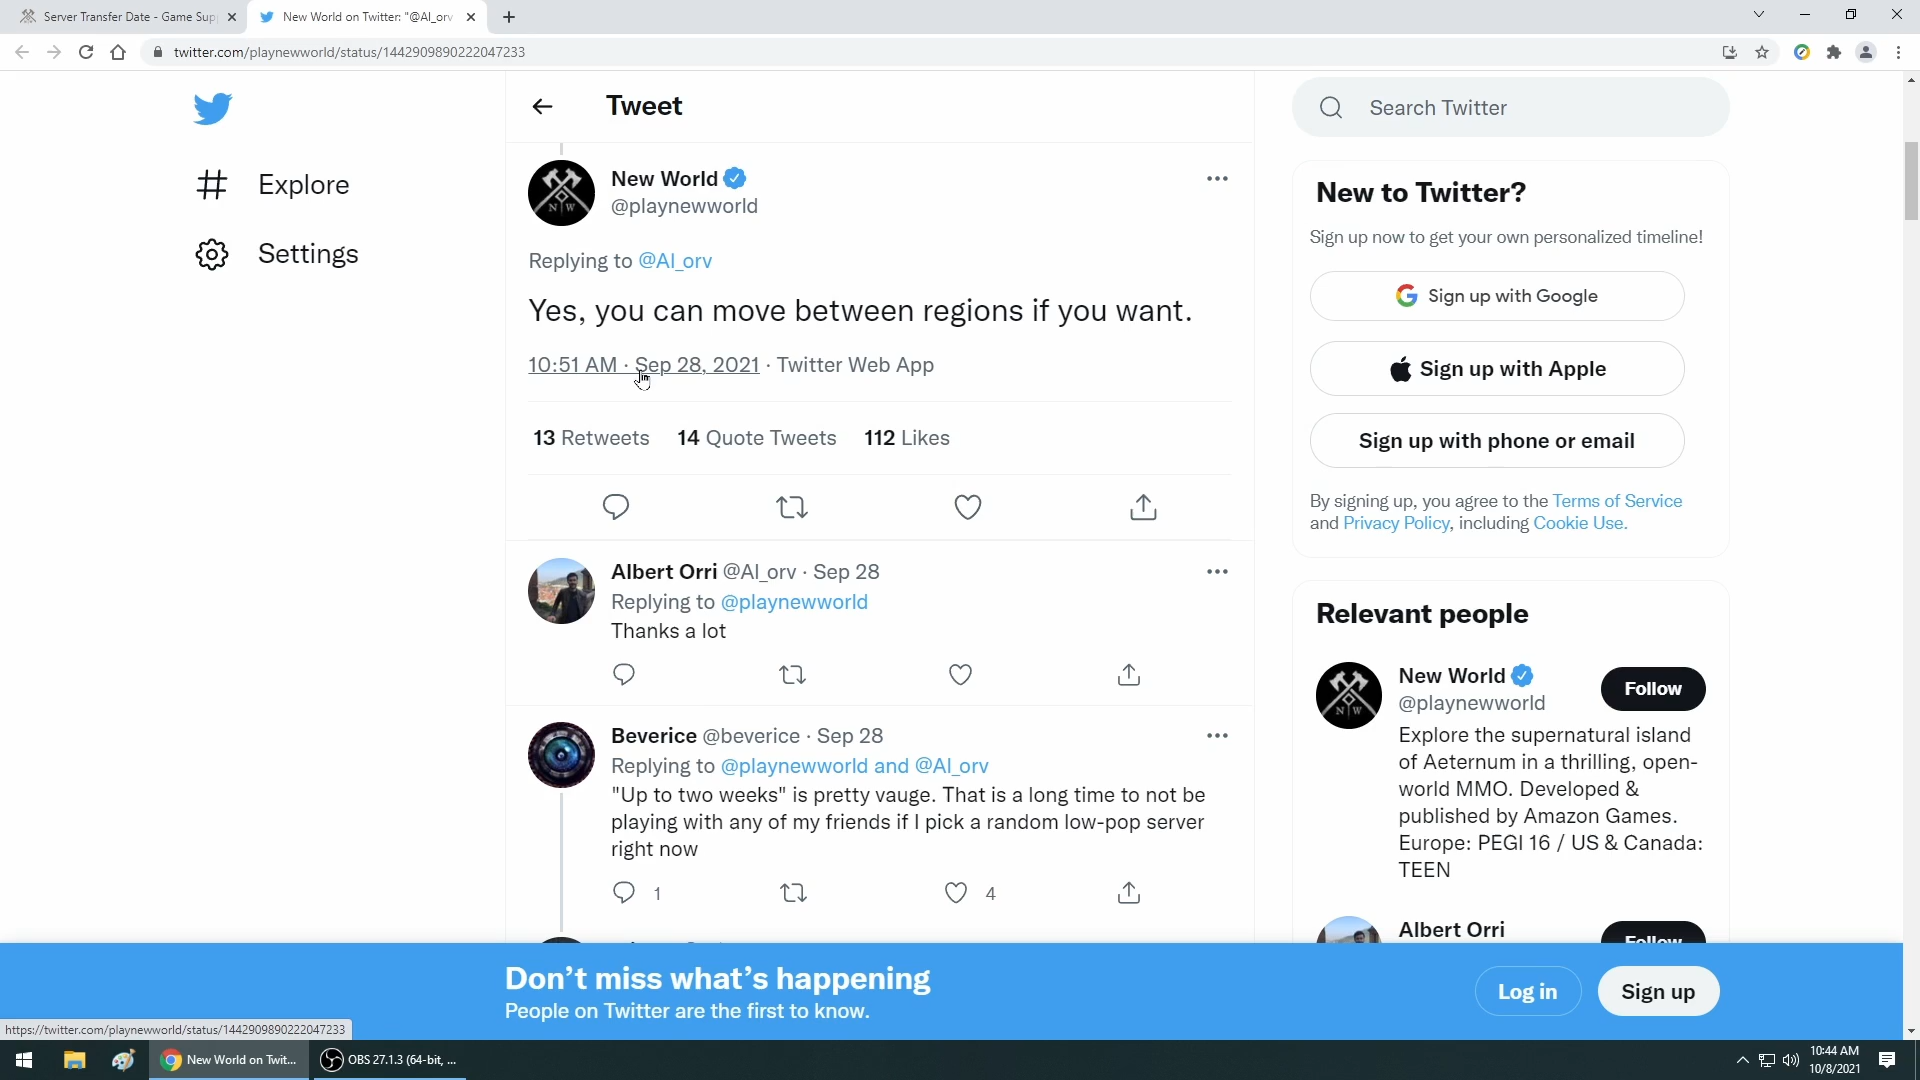 Server Transfer Date - Game Sup
New World on Twitter: "@Al_orv
twitter.com/playnewworld/status/1442909890222047233
Explore
Settings
Tweet
New World
@playnewworld
N W
Replying to @Al_orv
Yes, you can move between regions if you want.
10:51 AM · Sep 28, 2021 · Twitter Web App
13 Retweets 14 Quote Tweets 112 Likes
Albert Orri @Al_orv · Sep 28
Replying to @playnewworld
Thanks a lot
Beverice @beverice · Sep 28
Replying to @playnewworld and @Al_orv
"Up to two weeks" is pretty vauge. That is a long time to not be
playing with any of my friends if I pick a random low-pop server
right now
1 4
Search Twitter
New to Twitter?
Sign up now to get your own personalized timeline!
Sign up with Google
Sign up with Apple
Sign up with phone or email
By signing up, you agree to the Terms of Service
and Privacy Policy, including Cookie Use.
Relevant people
New World
@playnewworld
Follow
N W
Explore the supernatural island
of Aeternum in a thrilling, open-
world MMO. Developed &
published by Amazon Games.
Europe: PEGI 16 / US & Canada:
TEEN
Albert Orri
Follow
Don't miss what's happening
People on Twitter are the first to know.
Log in
Sign up
https://twitter.com/playnewworld/status/1442909890222047233
New World on Twit...
OBS 27.1.3 (64-bit, ...
10:44 AM
10/8/2021